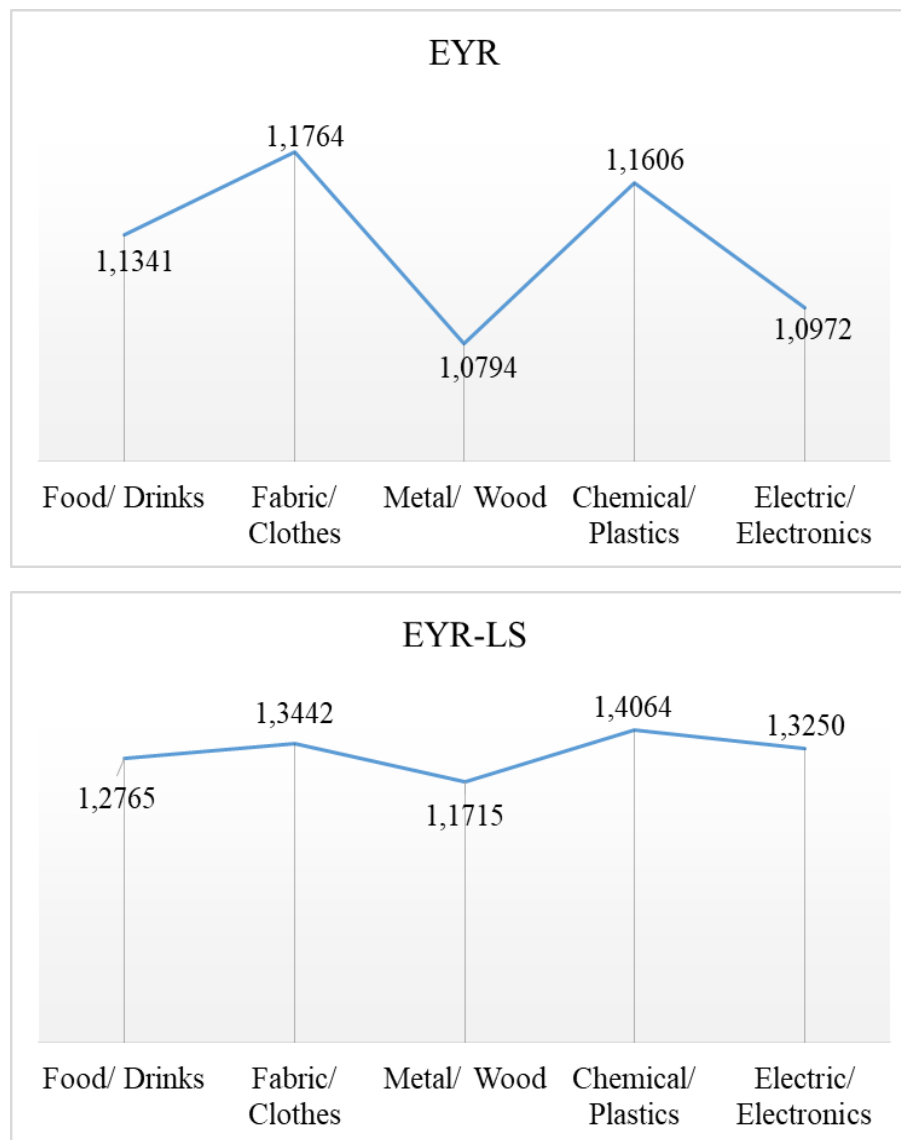 EYR
1,1764
1,1606
1,1341
1,0972
1,0794
Food/ Drinks
Fabric/
Clothes
Metal/ Wood
Chemical/
Plastics
Electric/
Electronics
EYR-LS
1,3442
1,4064
1,3250
1,2765
1,1715
Food/ Drinks
Fabric/
Clothes
Metal/ Wood
Chemical/
Plastics
Electric/
Electronics